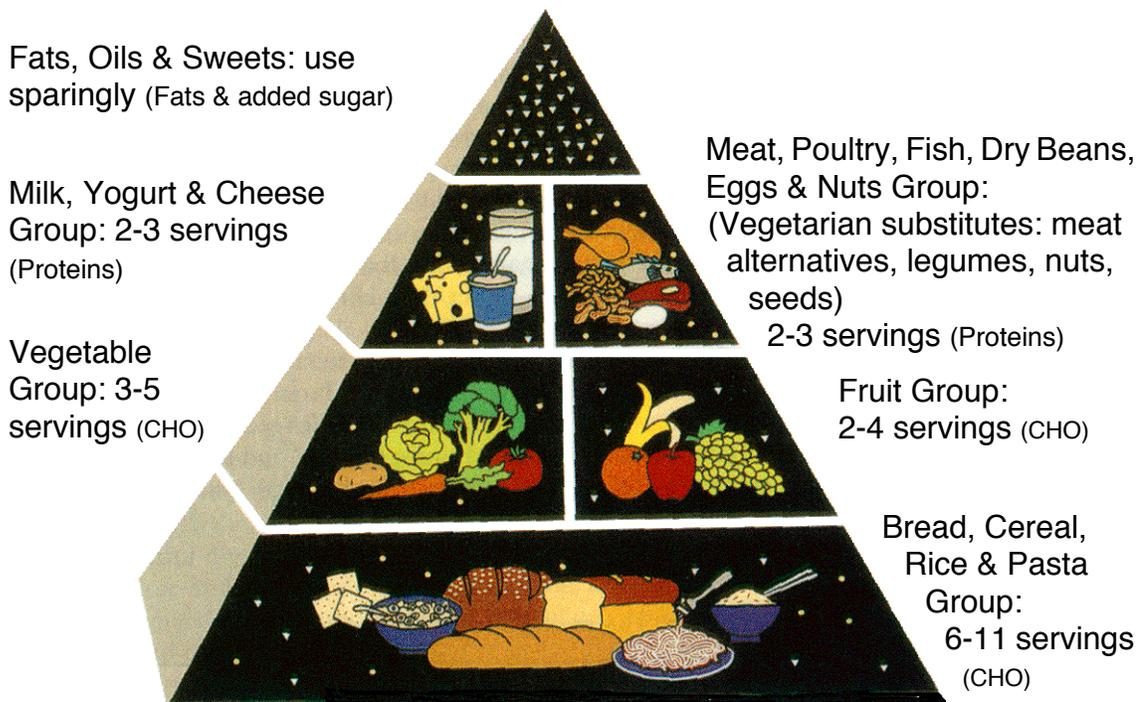 Fats, Oils & Sweets: use
sparingly (Fats & added sugar)
Milk, Yogurt & Cheese
Group: 2-3 servings
(Proteins)
Vegetable
Group: 3-5
servings (CHO)
Meat, Poultry, Fish, Dry Beans,
Eggs & Nuts Group:
(Vegetarian substitutes: meat
alternatives, legumes, nuts,
seeds)
2-3 servings (Proteins)
Fruit Group:
2-4 servings (CHO)
Bread, Cereal,
Rice & Pasta
Group:
6-11 servings
(CHO)